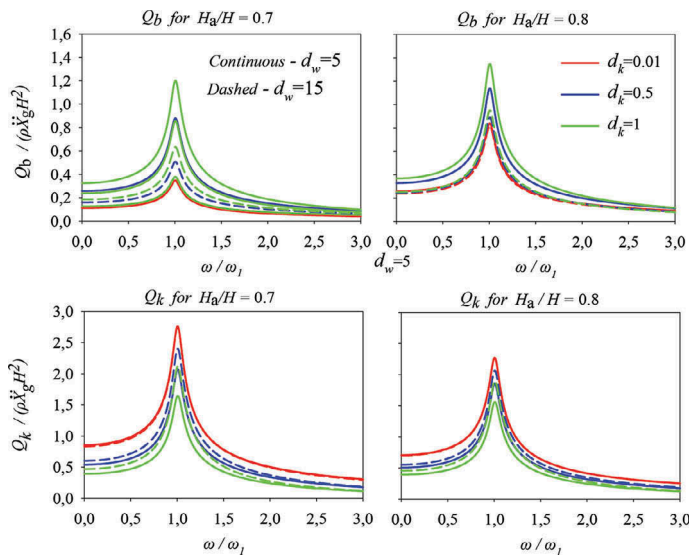 Q_b for H_a/H = 0.7
Q_b for H_a/H = 0.8
1,6
1,4
1,2
1,0
0,8
0,6
0,4
0,2
0,0
Q_b / (ρẌ_gH²)
Continuous - d_w=5
Dashed - d_w=15
d_k=0.01
d_k=0.5
d_k=1
0,0 0,5 1,0 1,5 2,0 2,5 3,0
0,0 0,5 1,0 1,5 2,0 2,5 3,0
ω/ω_1
d_w=5
ω/ω_1
Q_k for H_a/H = 0.7
Q_k for H_a / H = 0.8
3,0
2,5
2,0
1,5
1,0
0,5
0,0
Q_k / (ρẌ_gH²)
0,0 0,5 1,0 1,5 2,0 2,5 3,0
0,0 0,5 1,0 1,5 2,0 2,5 3,0
ω/ω_1
ω/ω_1